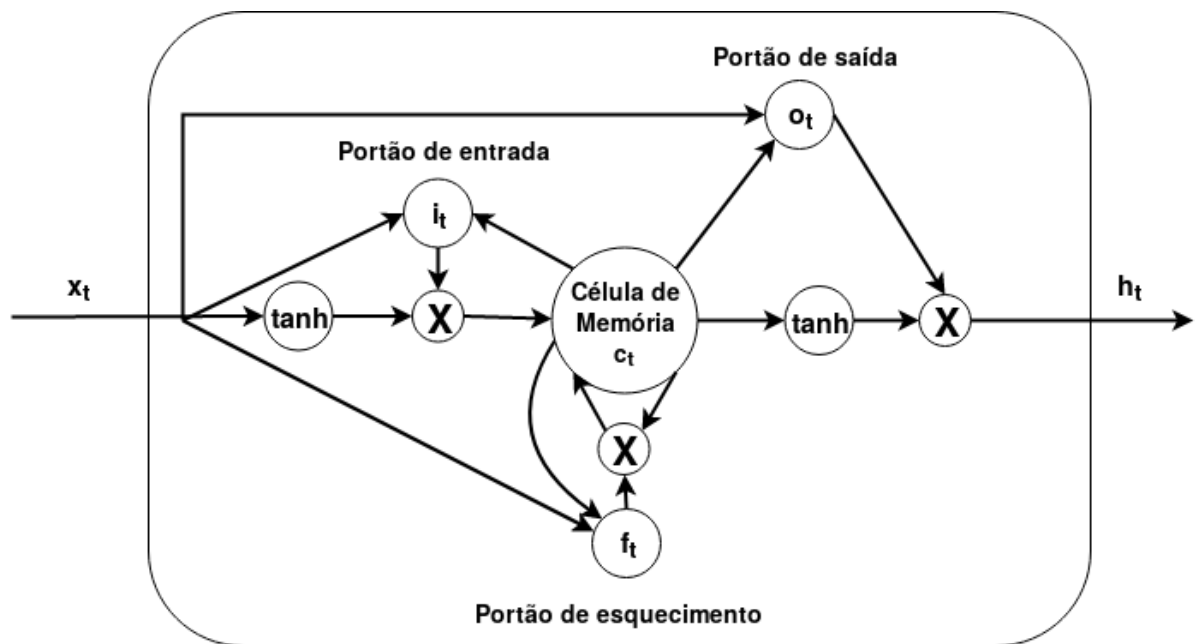 Portão de saída
oₜ
Portão de entrada
iₜ
xₜ
tanh
X
Célula de
Memória
cₜ
tanh
X
hₜ
X
fₜ
Portão de esquecimento